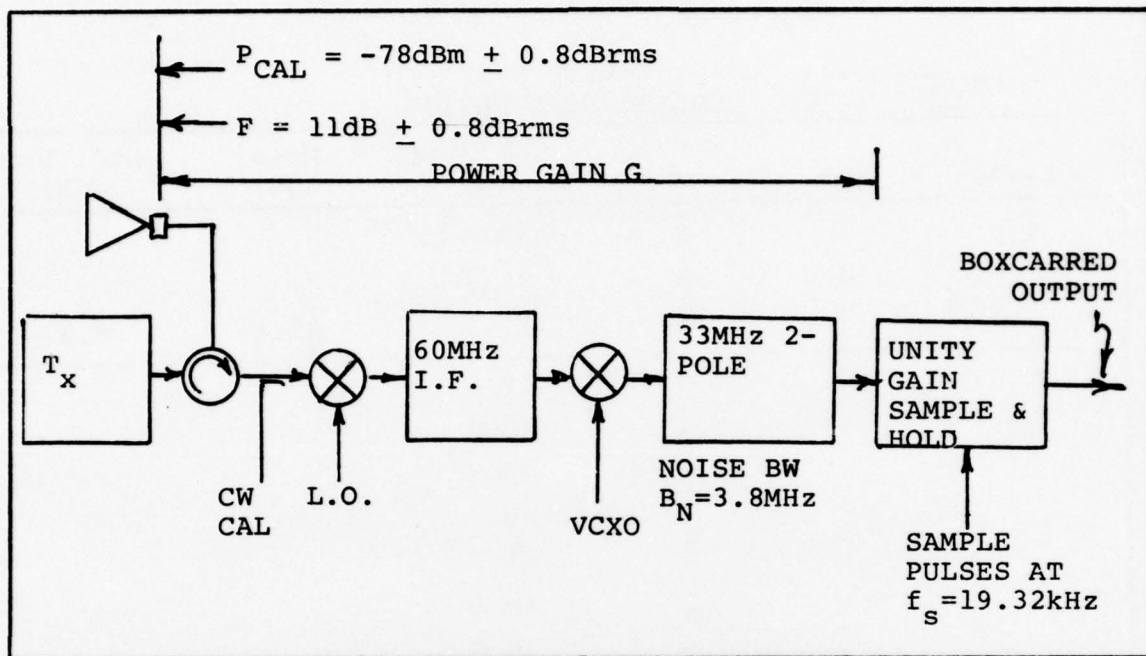 P_CAL = -78dBm ± 0.8dBrms
F = 11dB ± 0.8dBrms
POWER GAIN G
BOXCARRED
OUTPUT
T_x
60MHz
I.F.
33MHz 2-
POLE
UNITY
GAIN
SAMPLE &
HOLD
CW
CAL
L.O.
VCXO
NOISE BW
B_N=3.8MHz
SAMPLE
PULSES AT
f_s=19.32kHz